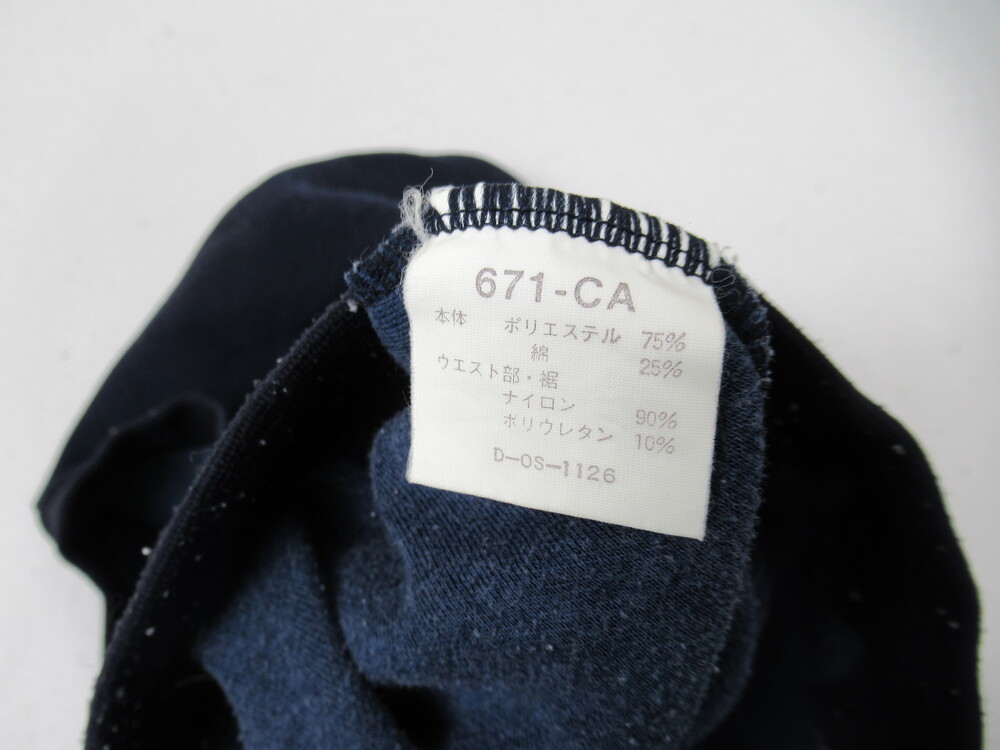 671-CA
本体 ポリエステル 75%
綿 25%
ウエスト部・裾
ナイロン 90%
ポリウレタン 10%
D-OS-1126